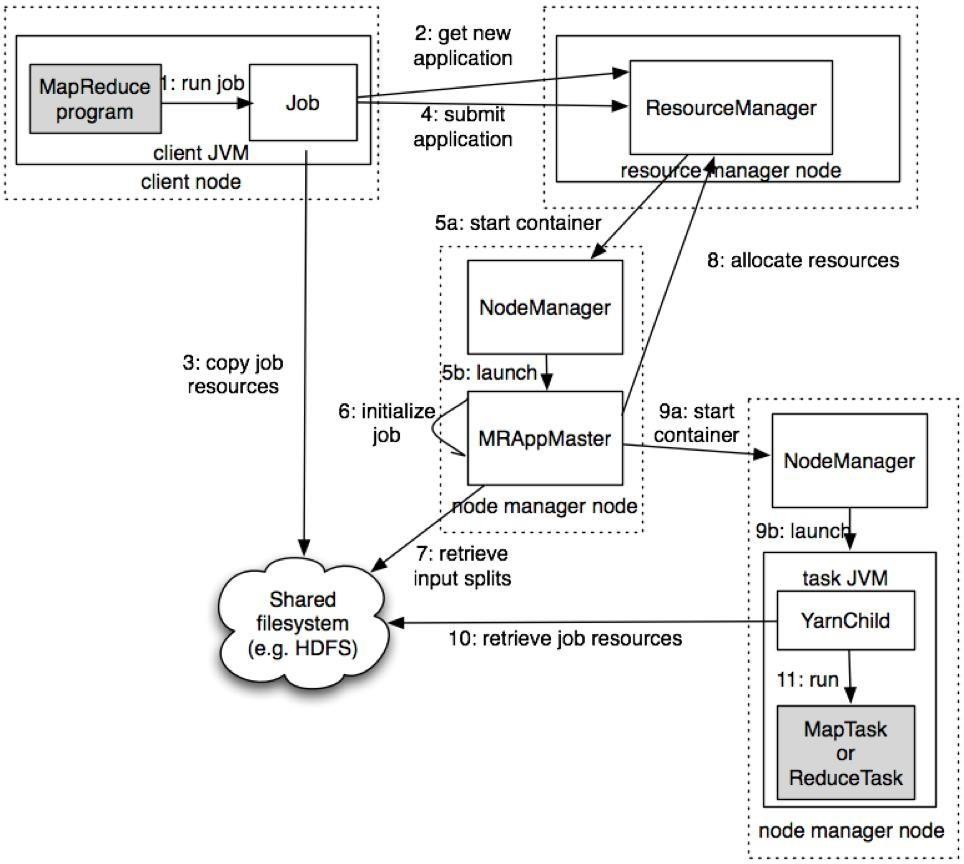 2: get new
application
MapReduce
program
1: run job
Job
4: submit
application
ResourceManager
client JVM
client node
resource manager node
5a: start container
8: allocate resources
NodeManager
3: copy job
resources
5b: launch
6: initialize
job
MRAppMaster
9a: start
container
NodeManager
node manager node
9b: launch
7: retrieve
input splits
task JVM
Shared
filesystem
(e.g. HDFS)
YarnChild
10: retrieve job resources
11: run
MapTask
or
ReduceTask
node manager node